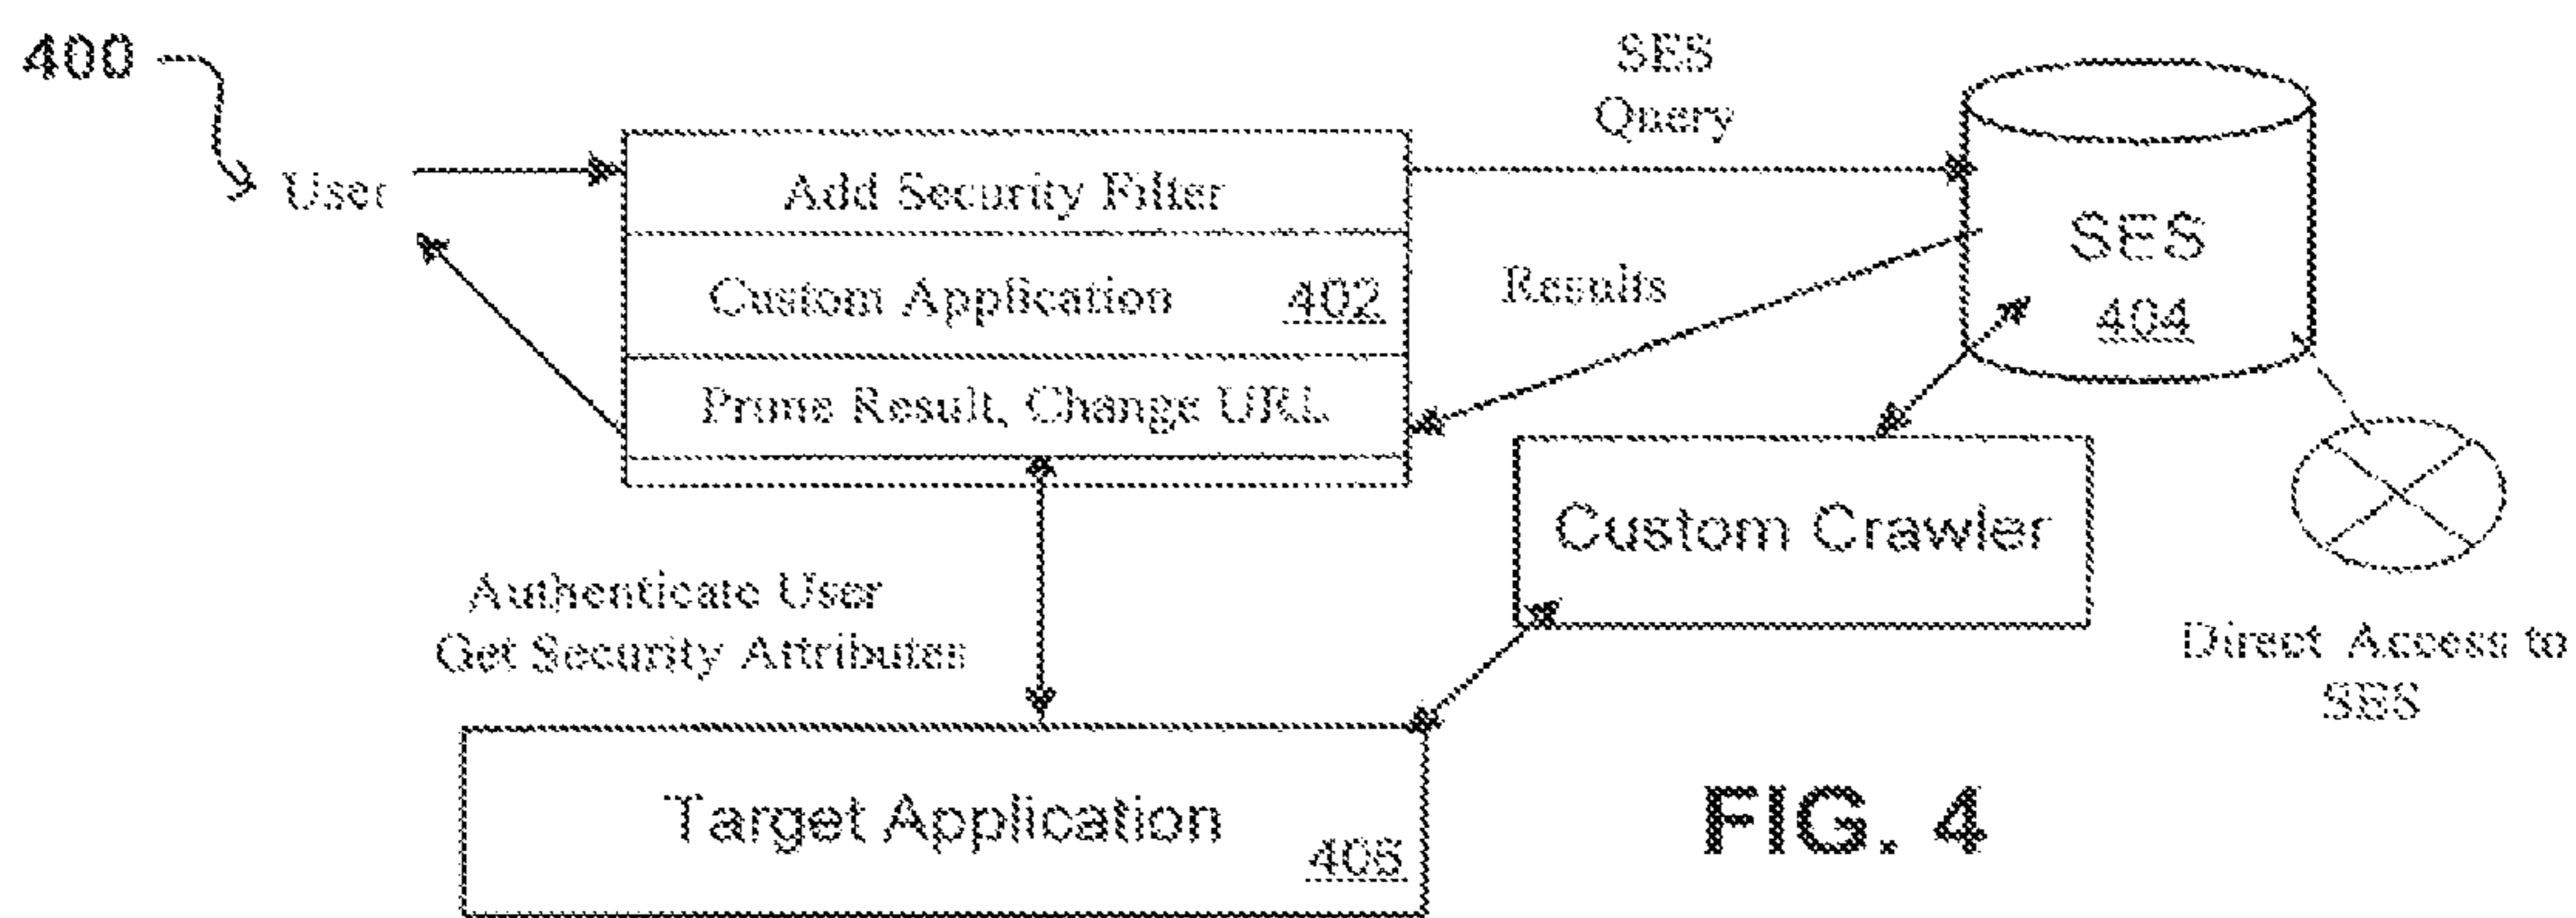 400
User
Add Security Filter
Custom Application 402
Prune Result, Change URL
SES
Query
Results
SES
404
Custom Crawler
Direct Access to
SES
Authenticate User
Get Security Attributes
Target Application
FIG. 4